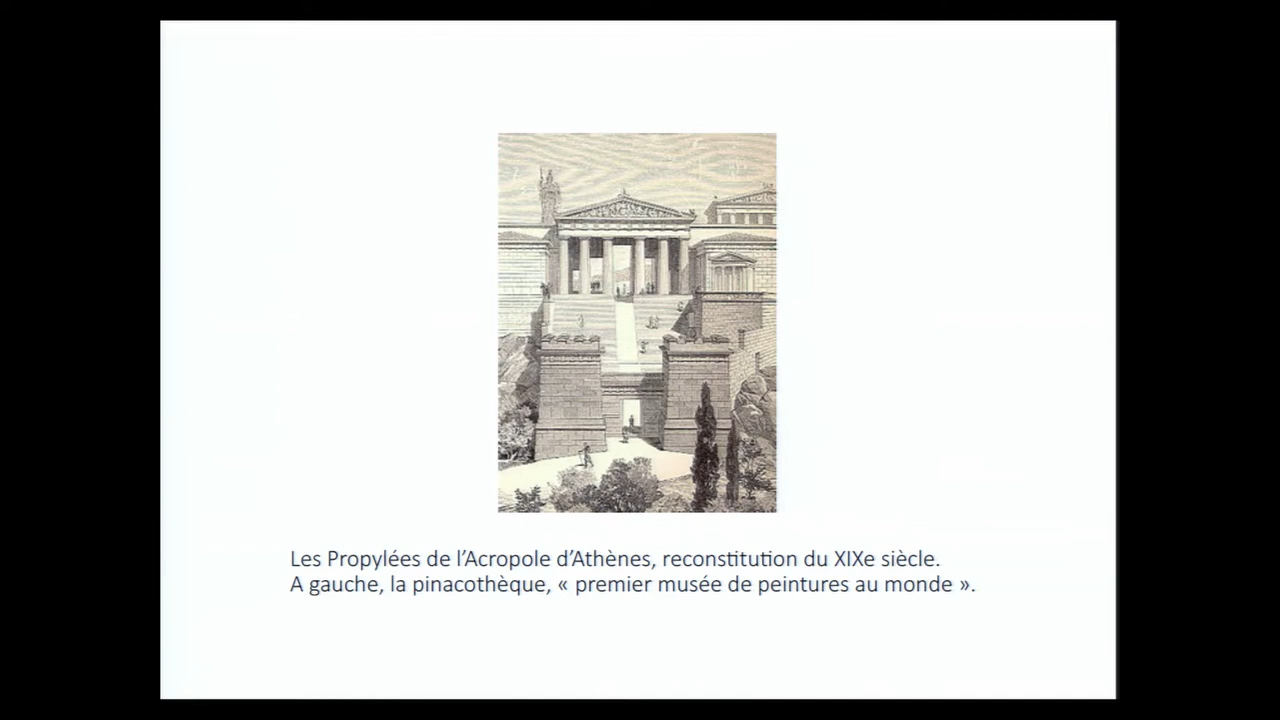 Les Propylées de l’Acropole d’Athènes, reconstitution du XIXe siècle.
A gauche, la pinacothèque, « premier musée de peintures au monde ».